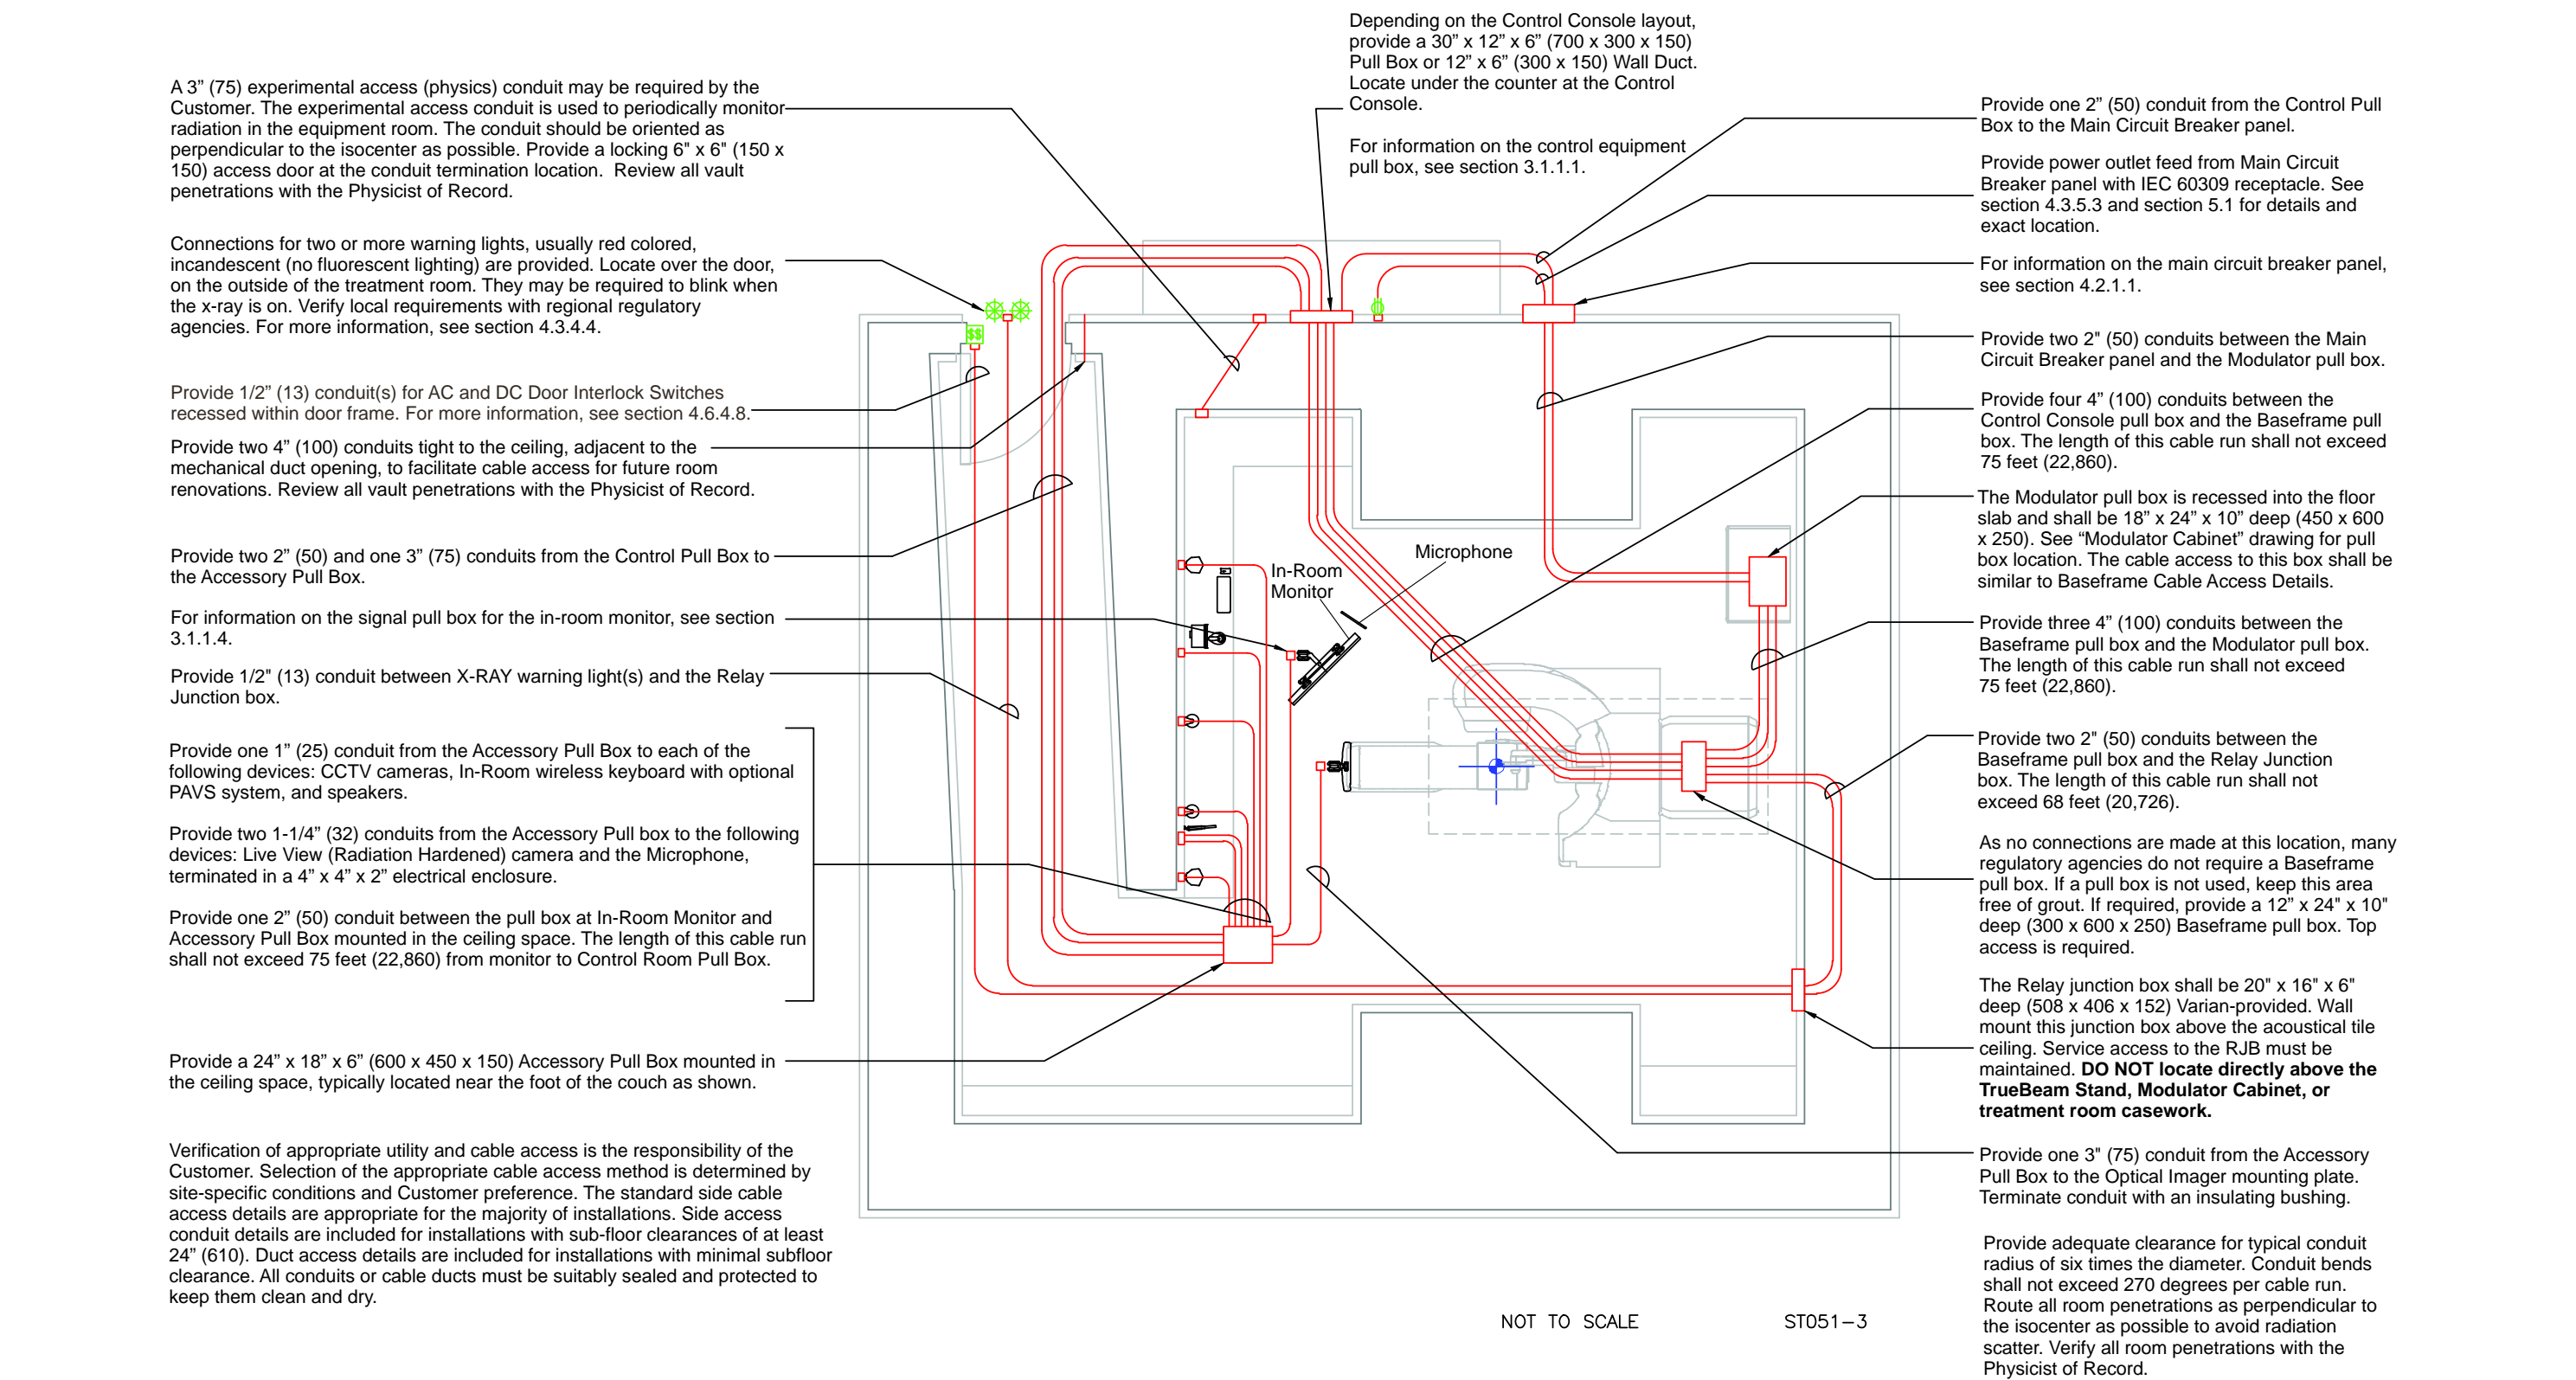 Depending on the Control Console layout,
provide a 30” x 12” x 6” (700 x 300 x 150)
Pull Box or 12” x 6” (300 x 150) Wall Duct.
Locate under the counter at the Control
Console.
For information on the control equipment
pull box, see section 3.1.1.1.
A 3” (75) experimental access (physics) conduit may be required by the
Customer. The experimental access conduit is used to periodically monitor
radiation in the equipment room. The conduit should be oriented as
perpendicular to the isocenter as possible. Provide a locking 6" x 6" (150 x
150) access door at the conduit termination location.  Review all vault
penetrations with the Physicist of Record.
Connections for two or more warning lights, usually red colored,
incandescent (no fluorescent lighting) are provided. Locate over the door,
on the outside of the treatment room. They may be required to blink when
the x-ray is on. Verify local requirements with regional regulatory
agencies. For more information, see section 4.3.4.4.
Provide 1/2” (13) conduit(s) for AC and DC Door Interlock Switches
recessed within door frame. For more information, see section 4.6.4.8.
Provide two 4” (100) conduits tight to the ceiling, adjacent to the
mechanical duct opening, to facilitate cable access for future room
renovations. Review all vault penetrations with the Physicist of Record.
Provide two 2” (50) and one 3” (75) conduits from the Control Pull Box to
the Accessory Pull Box.
For information on the signal pull box for the in-room monitor, see section
3.1.1.4.
Provide 1/2" (13) conduit between X-RAY warning light(s) and the Relay
Junction box.
Provide one 1” (25) conduit from the Accessory Pull Box to each of the
following devices: CCTV cameras, In-Room wireless keyboard with optional
PAVS system, and speakers.
Provide two 1-1/4” (32) conduits from the Accessory Pull box to the following
devices: Live View (Radiation Hardened) camera and the Microphone,
terminated in a 4” x 4” x 2” electrical enclosure.
Provide one 2” (50) conduit between the pull box at In-Room Monitor and
Accessory Pull Box mounted in the ceiling space. The length of this cable run
shall not exceed 75 feet (22,860) from monitor to Control Room Pull Box.
Provide a 24” x 18” x 6” (600 x 450 x 150) Accessory Pull Box mounted in
the ceiling space, typically located near the foot of the couch as shown.
Verification of appropriate utility and cable access is the responsibility of the
Customer. Selection of the appropriate cable access method is determined by
site-specific conditions and Customer preference. The standard side cable
access details are appropriate for the majority of installations. Side access
conduit details are included for installations with sub-floor clearances of at least
24” (610). Duct access details are included for installations with minimal subfloor
clearance. All conduits or cable ducts must be suitably sealed and protected to
keep them clean and dry.
$$
Microphone
In-Room
Monitor
Provide one 2” (50) conduit from the Control Pull
Box to the Main Circuit Breaker panel.
Provide power outlet feed from Main Circuit
Breaker panel with IEC 60309 receptacle. See
section 4.3.5.3 and section 5.1 for details and
exact location.
For information on the main circuit breaker panel,
see section 4.2.1.1.
Provide two 2" (50) conduits between the Main
Circuit Breaker panel and the Modulator pull box.
Provide four 4” (100) conduits between the
Control Console pull box and the Baseframe pull
box. The length of this cable run shall not exceed
75 feet (22,860).
The Modulator pull box is recessed into the floor
slab and shall be 18” x 24” x 10” deep (450 x 600
x 250). See “Modulator Cabinet” drawing for pull
box location. The cable access to this box shall be
similar to Baseframe Cable Access Details.
Provide three 4” (100) conduits between the
Baseframe pull box and the Modulator pull box.
The length of this cable run shall not exceed
75 feet (22,860).
Provide two 2" (50) conduits between the
Baseframe pull box and the Relay Junction
box. The length of this cable run shall not
exceed 68 feet (20,726).
As no connections are made at this location, many
regulatory agencies do not require a Baseframe
pull box. If a pull box is not used, keep this area
free of grout. If required, provide a 12” x 24" x 10"
deep (300 x 600 x 250) Baseframe pull box. Top
access is required.
The Relay junction box shall be 20" x 16" x 6"
deep (508 x 406 x 152) Varian-provided. Wall
mount this junction box above the acoustical tile
ceiling. Service access to the RJB must be
maintained. DO NOT locate directly above the
TrueBeam Stand, Modulator Cabinet, or
treatment room casework.
Provide one 3" (75) conduit from the Accessory
Pull Box to the Optical Imager mounting plate.
Terminate conduit with an insulating bushing.
Provide adequate clearance for typical conduit
radius of six times the diameter. Conduit bends
shall not exceed 270 degrees per cable run.
Route all room penetrations as perpendicular to
the isocenter as possible to avoid radiation
scatter. Verify all room penetrations with the
Physicist of Record.
NOT TO SCALE
ST051-3